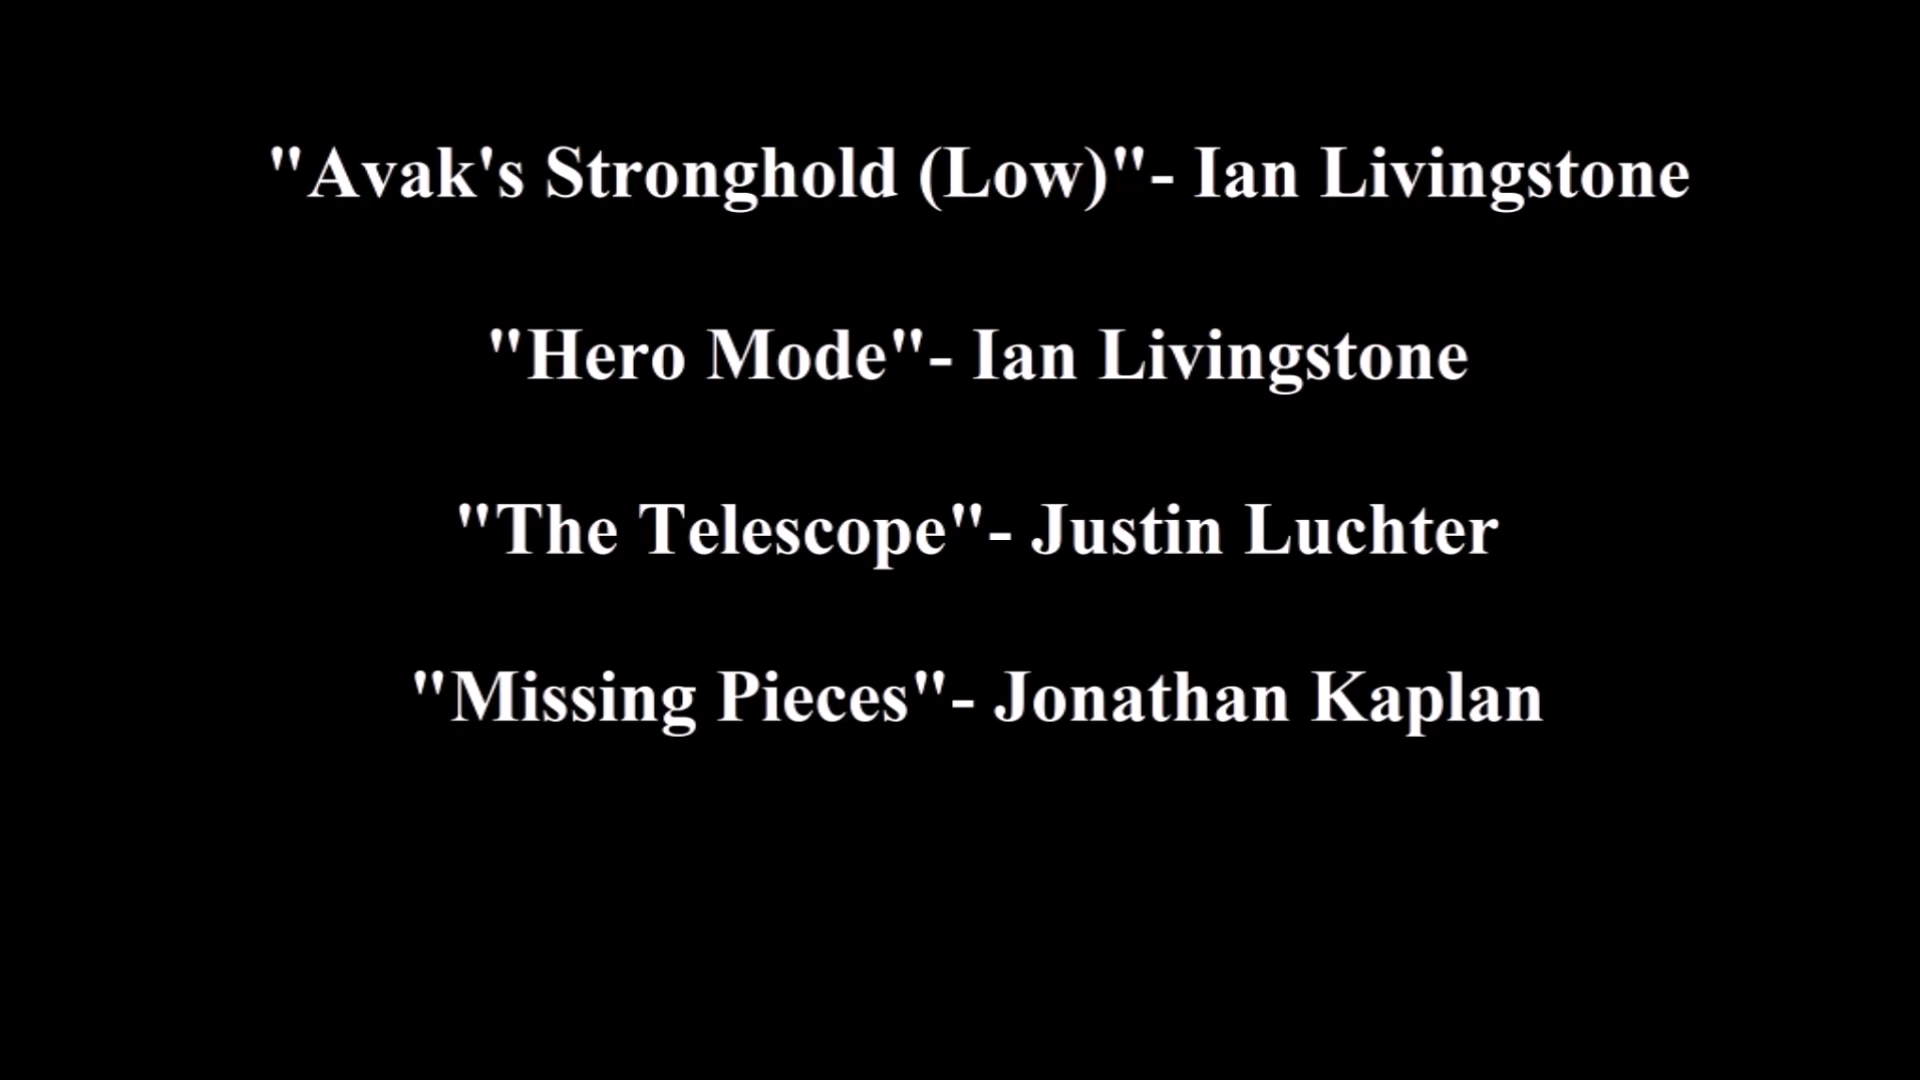 "Avak's Stronghold (Low)"- Ian Livingstone
"Hero Mode"- Ian Livingstone
"The Telescope"- Justin Luchter
"Missing Pieces"- Jonathan Kaplan